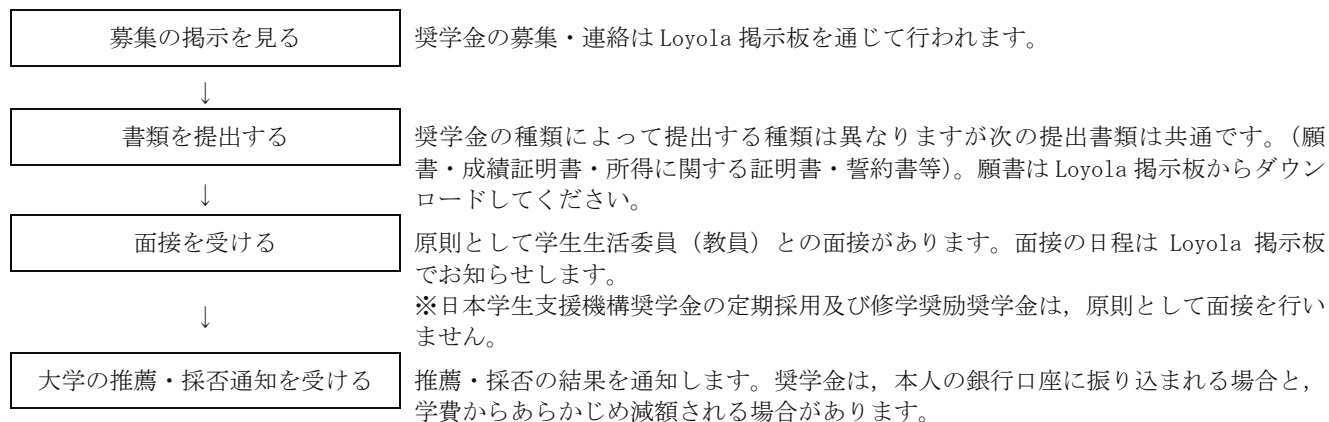 募集の掲示を見る
奨学金の募集・連絡は Loyola 掲示板を通じて行われます。
↓
書類を提出する
奨学金の種類によって提出する種類は異なりますが次の提出書類は共通です。（願
書・成績証明書・所得に関する証明書・誓約書等）。願書は Loyola 掲示板からダウン
ロードしてください。
↓
面接を受ける
原則として学生生活委員（教員）との面接があります。面接の日程は Loyola 掲示板
でお知らせします。
※日本学生支援機構奨学金の定期採用及び修学奨励奨学金は，原則として面接を行い
ません。
↓
大学の推薦・採否通知を受ける
推薦・採否の結果を通知します。奨学金は，本人の銀行口座に振り込まれる場合と，
学費からあらかじめ減額される場合があります。